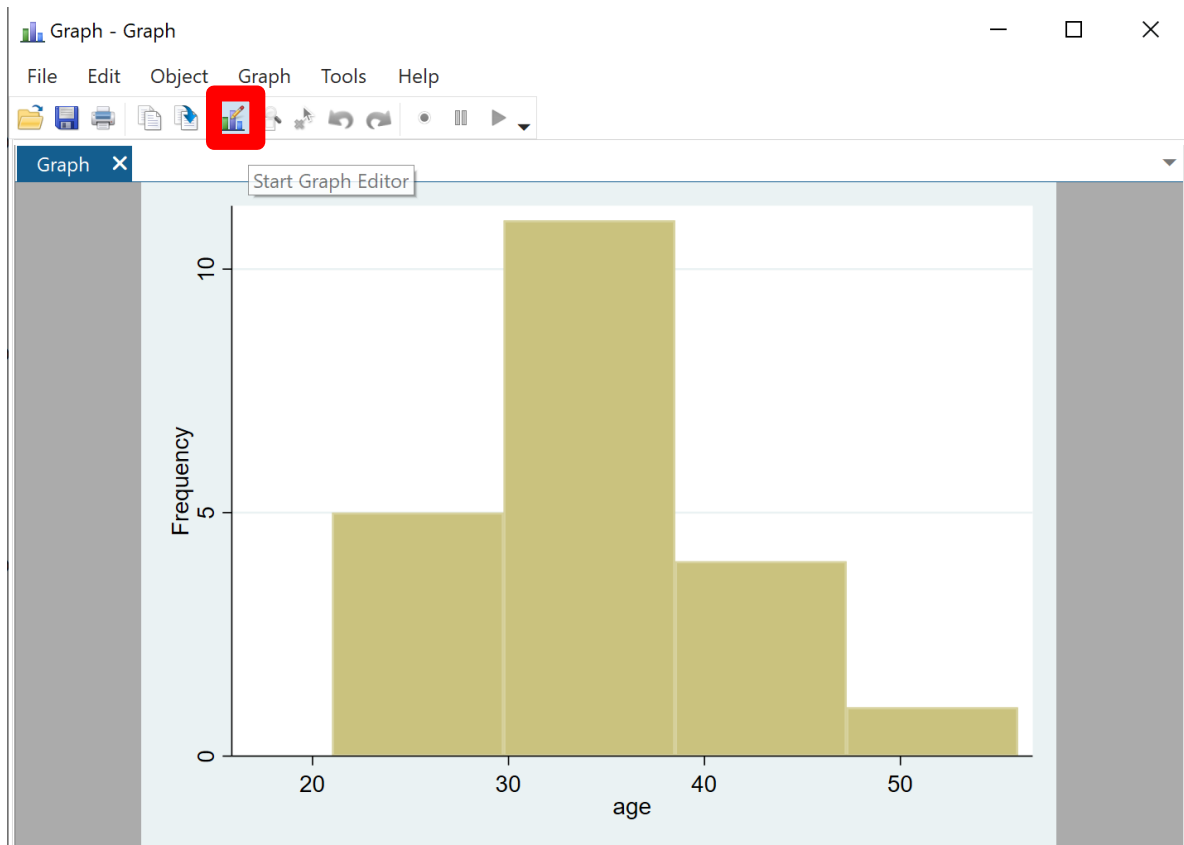 Graph - Graph
File Edit Object Graph Tools Help
Graph
Start Graph Editor
10
5
0
Frequency
20 30 40 50
age